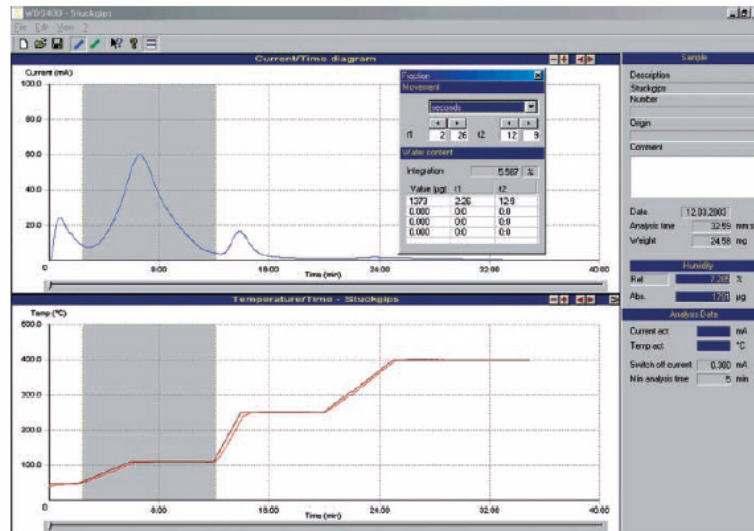 WDS400 - Stuckgips
File Edit View ?
Current/Time diagram
Current (mA)
100.0
80.0
60.0
40.0
20.0
0.0
0
8:00
16:00
24:00
32:00
40:00
Time (min)
Fraction
Movement
seconds
t1 2 26 t2 12 9
Water content
Integration 5.587 %
Value (µg) t1 t2
1373 2:26 12:9
0.000 0:0 0:0
0.000 0:0 0:0
0.000 0:0 0:0
Temperature/Time - Stuckgips
Temp (°C)
500.0
400.0
300.0
200.0
100.0
0.0
0
8:00
16:00
24:00
32:00
40:00
Time (min)
Sample
Description
Stuckgips
Number
Origin
Comment
Date 12.03.2003
Analysis time 32:59 mm:s
Weight 24.58 mg
Humidity
Rel. %
Abs. 1791 µg
Analysis Data
Current act mA
Temp act °C
Switch off current 0.300 mA
Min analysis time 5 min